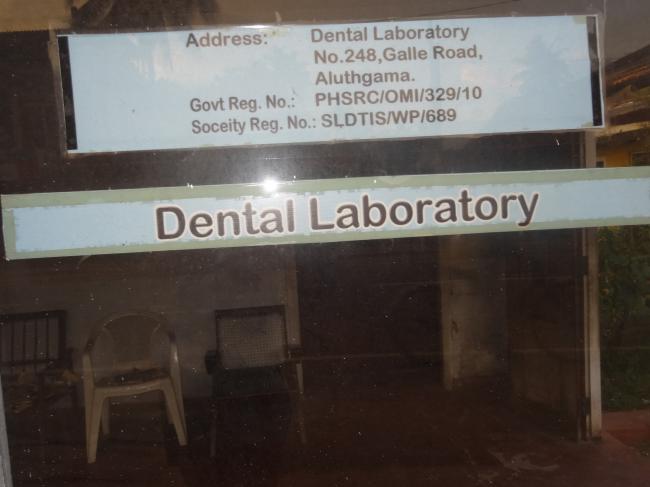 Address: Dental Laboratory
No.248,Galle Road,
Aluthgama.
Govt Reg. No.: PHSRC/OMI/329/10
Soceity Reg. No.: SLDTIS/WP/689
Dental Laboratory